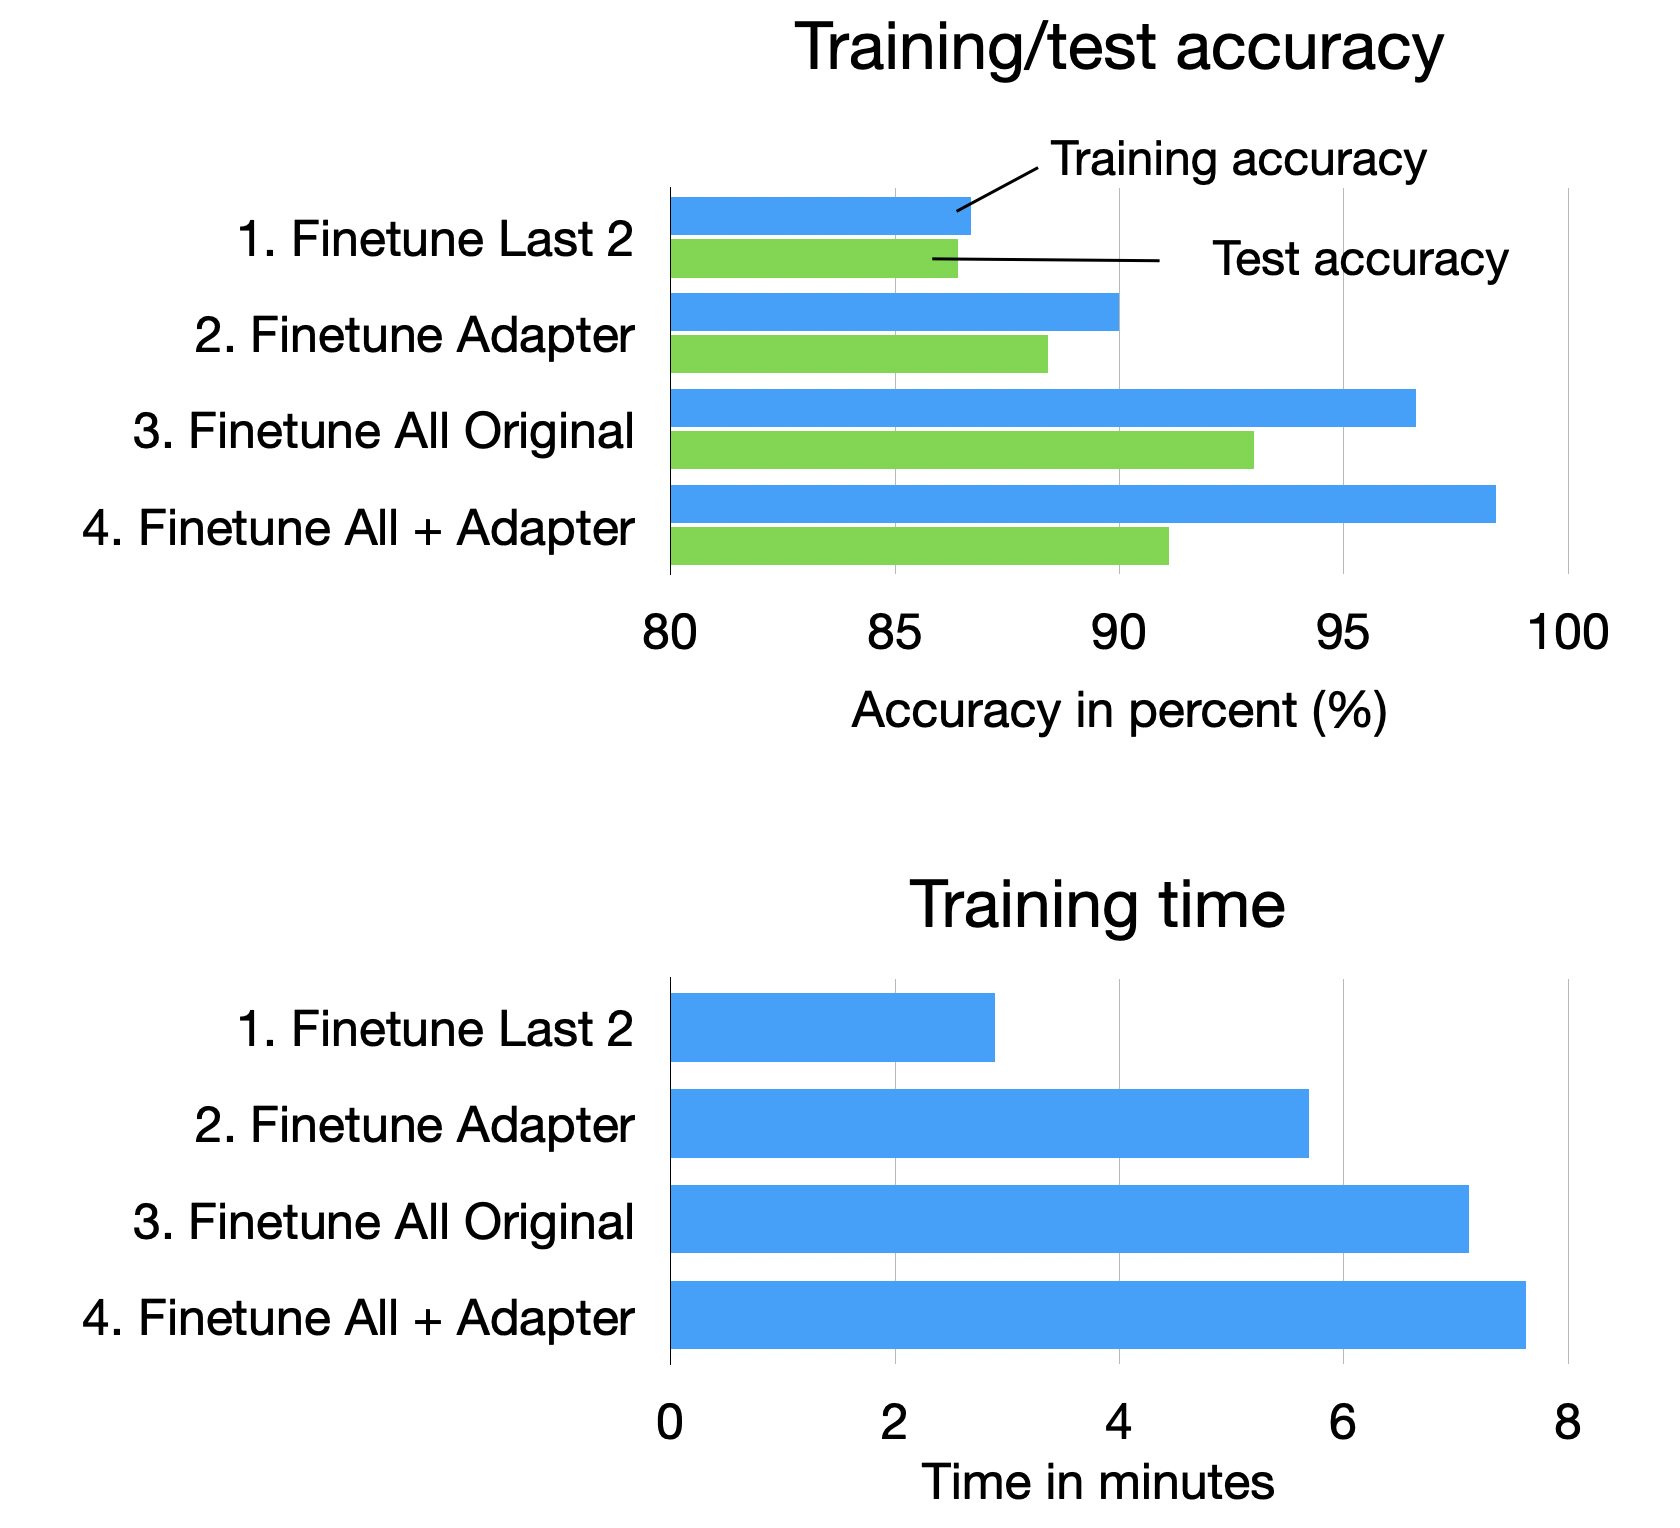 Training/test accuracy
Training accuracy
1. Finetune Last 2
Test accuracy
2. Finetune Adapter
3. Finetune All Original
4. Finetune All + Adapter
80 85 90 95 100
Accuracy in percent (%)
Training time
1. Finetune Last 2
2. Finetune Adapter
3. Finetune All Original
4. Finetune All + Adapter
0 2 4 6 8
Time in minutes